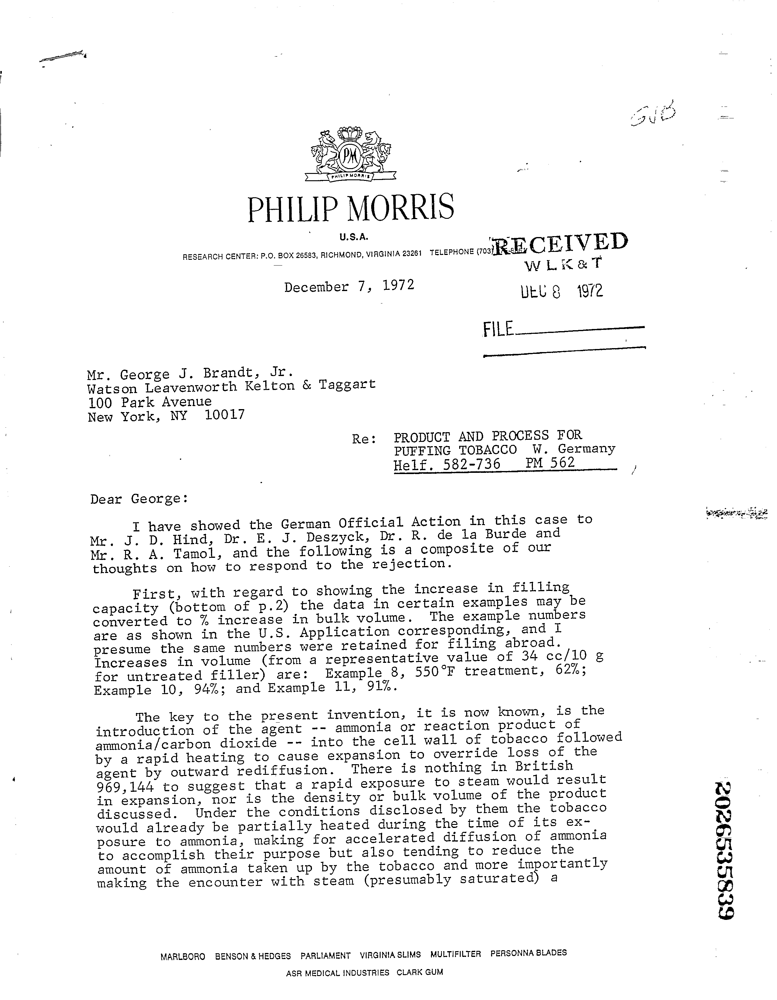 GJB
PM
PHILIP MORRIS
PHILIP MORRIS
U.S.A.
RESEARCH CENTER: P.O. BOX 26583, RICHMOND, VIRGINIA 23261 TELEPHONE (703)
RECEIVED
W L K & T
DEC 8 1972
December 7, 1972
FILE
Mr. George J. Brandt, Jr.
Watson Leavenworth Kelton & Taggart
100 Park Avenue
New York, NY 10017
Re: PRODUCT AND PROCESS FOR
PUFFING TOBACCO W. Germany
Helf. 582-736 PM 562
Dear George:
I have showed the German Official Action in this case to
Mr. J. D. Hind, Dr. E. J. Deszyck, Dr. R. de la Burde and
Mr. R. A. Tamol, and the following is a composite of our
thoughts on how to respond to the rejection.
First, with regard to showing the increase in filling
capacity (bottom of p.2) the data in certain examples may be
converted to % increase in bulk volume. The example numbers
are as shown in the U.S. Application corresponding, and I
presume the same numbers were retained for filing abroad.
Increases in volume (from a representative value of 34 cc/10 g
for untreated filler) are: Example 8, 550°F treatment, 62%;
Example 10, 94%; and Example 11, 91%.
The key to the present invention, it is now known, is the
introduction of the agent -- ammonia or reaction product of
ammonia/carbon dioxide -- into the cell wall of tobacco followed
by a rapid heating to cause expansion to override loss of the
agent by outward rediffusion. There is nothing in British
969,144 to suggest that a rapid exposure to steam would result
in expansion, nor is the density or bulk volume of the product
discussed. Under the conditions disclosed by them the tobacco
would already be partially heated during the time of its ex-
posure to ammonia, making for accelerated diffusion of ammonia
to accomplish their purpose but also tending to reduce the
amount of ammonia taken up by the tobacco and more importantly
making the encounter with steam (presumably saturated) a
2026535839
MARLBORO BENSON & HEDGES PARLIAMENT VIRGINIA SLIMS MULTIFILTER PERSONNA BLADES
ASR MEDICAL INDUSTRIES CLARK GUM